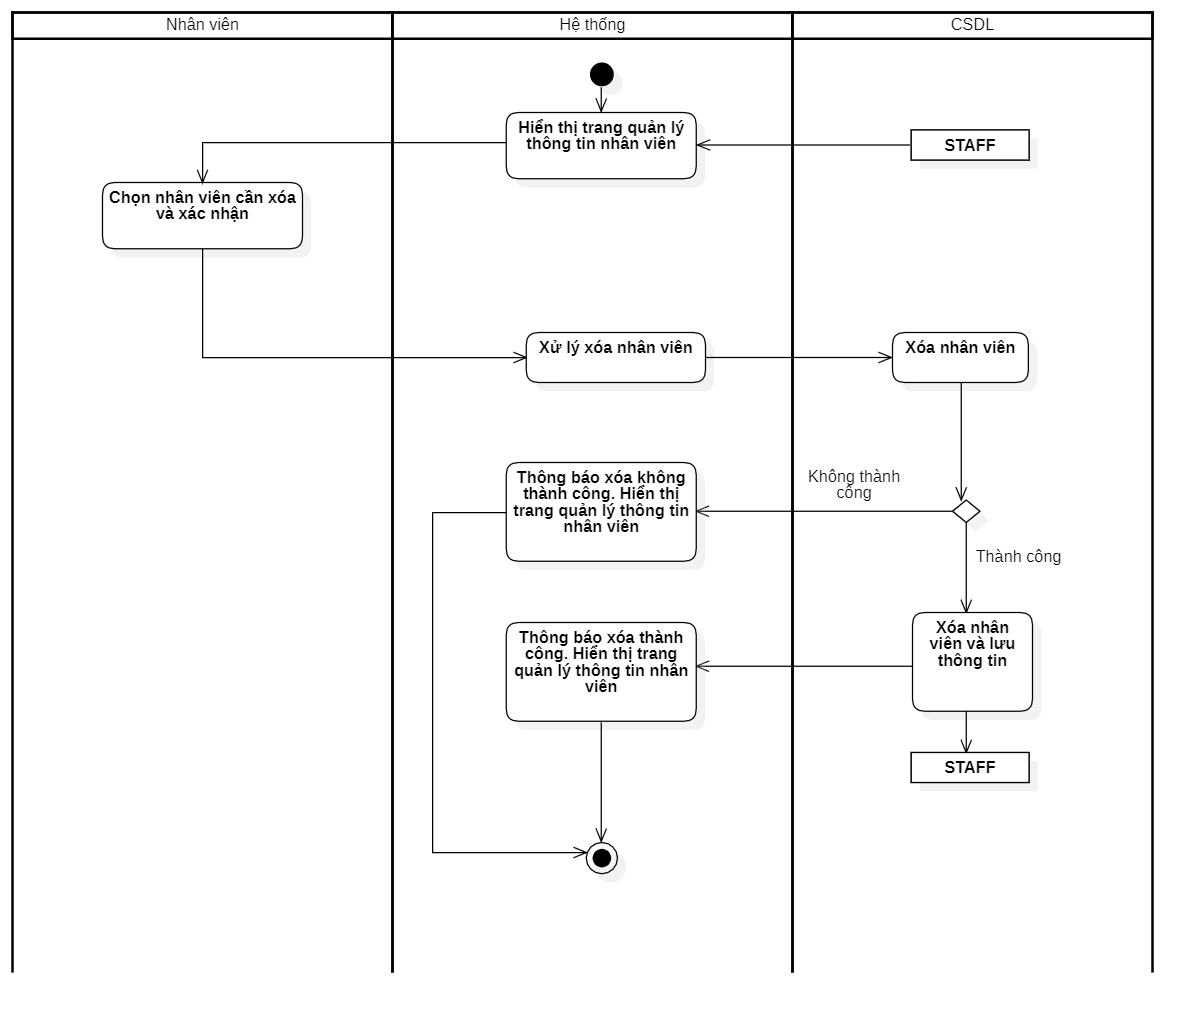 Nhân viên
Hệ thống
CSDL
Hiển thị trang quản lý
thông tin nhân viên
STAFF
Chọn nhân viên cần xóa
và xác nhận
Xử lý xóa nhân viên
Xóa nhân viên
Thông báo xóa không
thành công. Hiển thị
trang quản lý thông tin
nhân viên
Không thành
công
Thành công
Thông báo xóa thành
công. Hiển thị trang
quản lý thông tin nhân
viên
Xóa nhân
viên và lưu
thông tin
STAFF